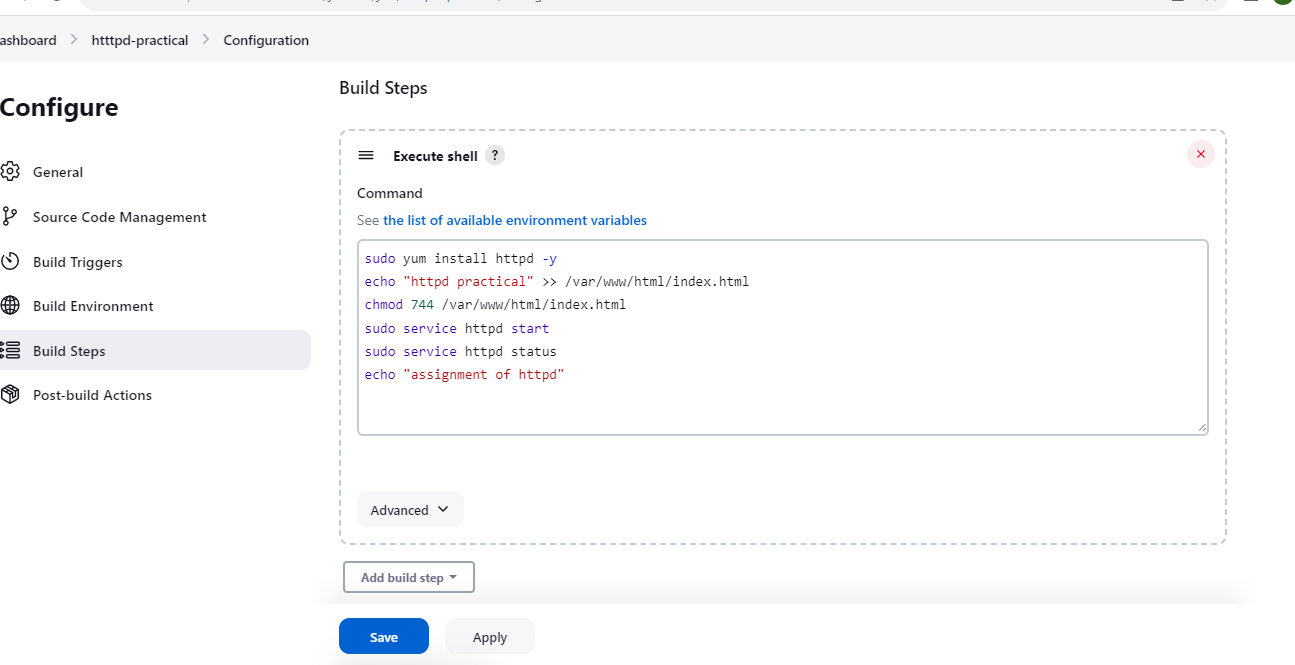 ashboard > htttpd-practical > Configuration
Configure
General
Source Code Management
Build Triggers
Build Environment
Build Steps
Post-build Actions
Build Steps
Execute shell ?
Command
See the list of available environment variables
sudo yum install httpd -y
echo "httpd practical" >> /var/www/html/index.html
chmod 744 /var/www/html/index.html
sudo service httpd start
sudo service httpd status
echo "assignment of httpd"
Advanced
Add build step
Save
Apply